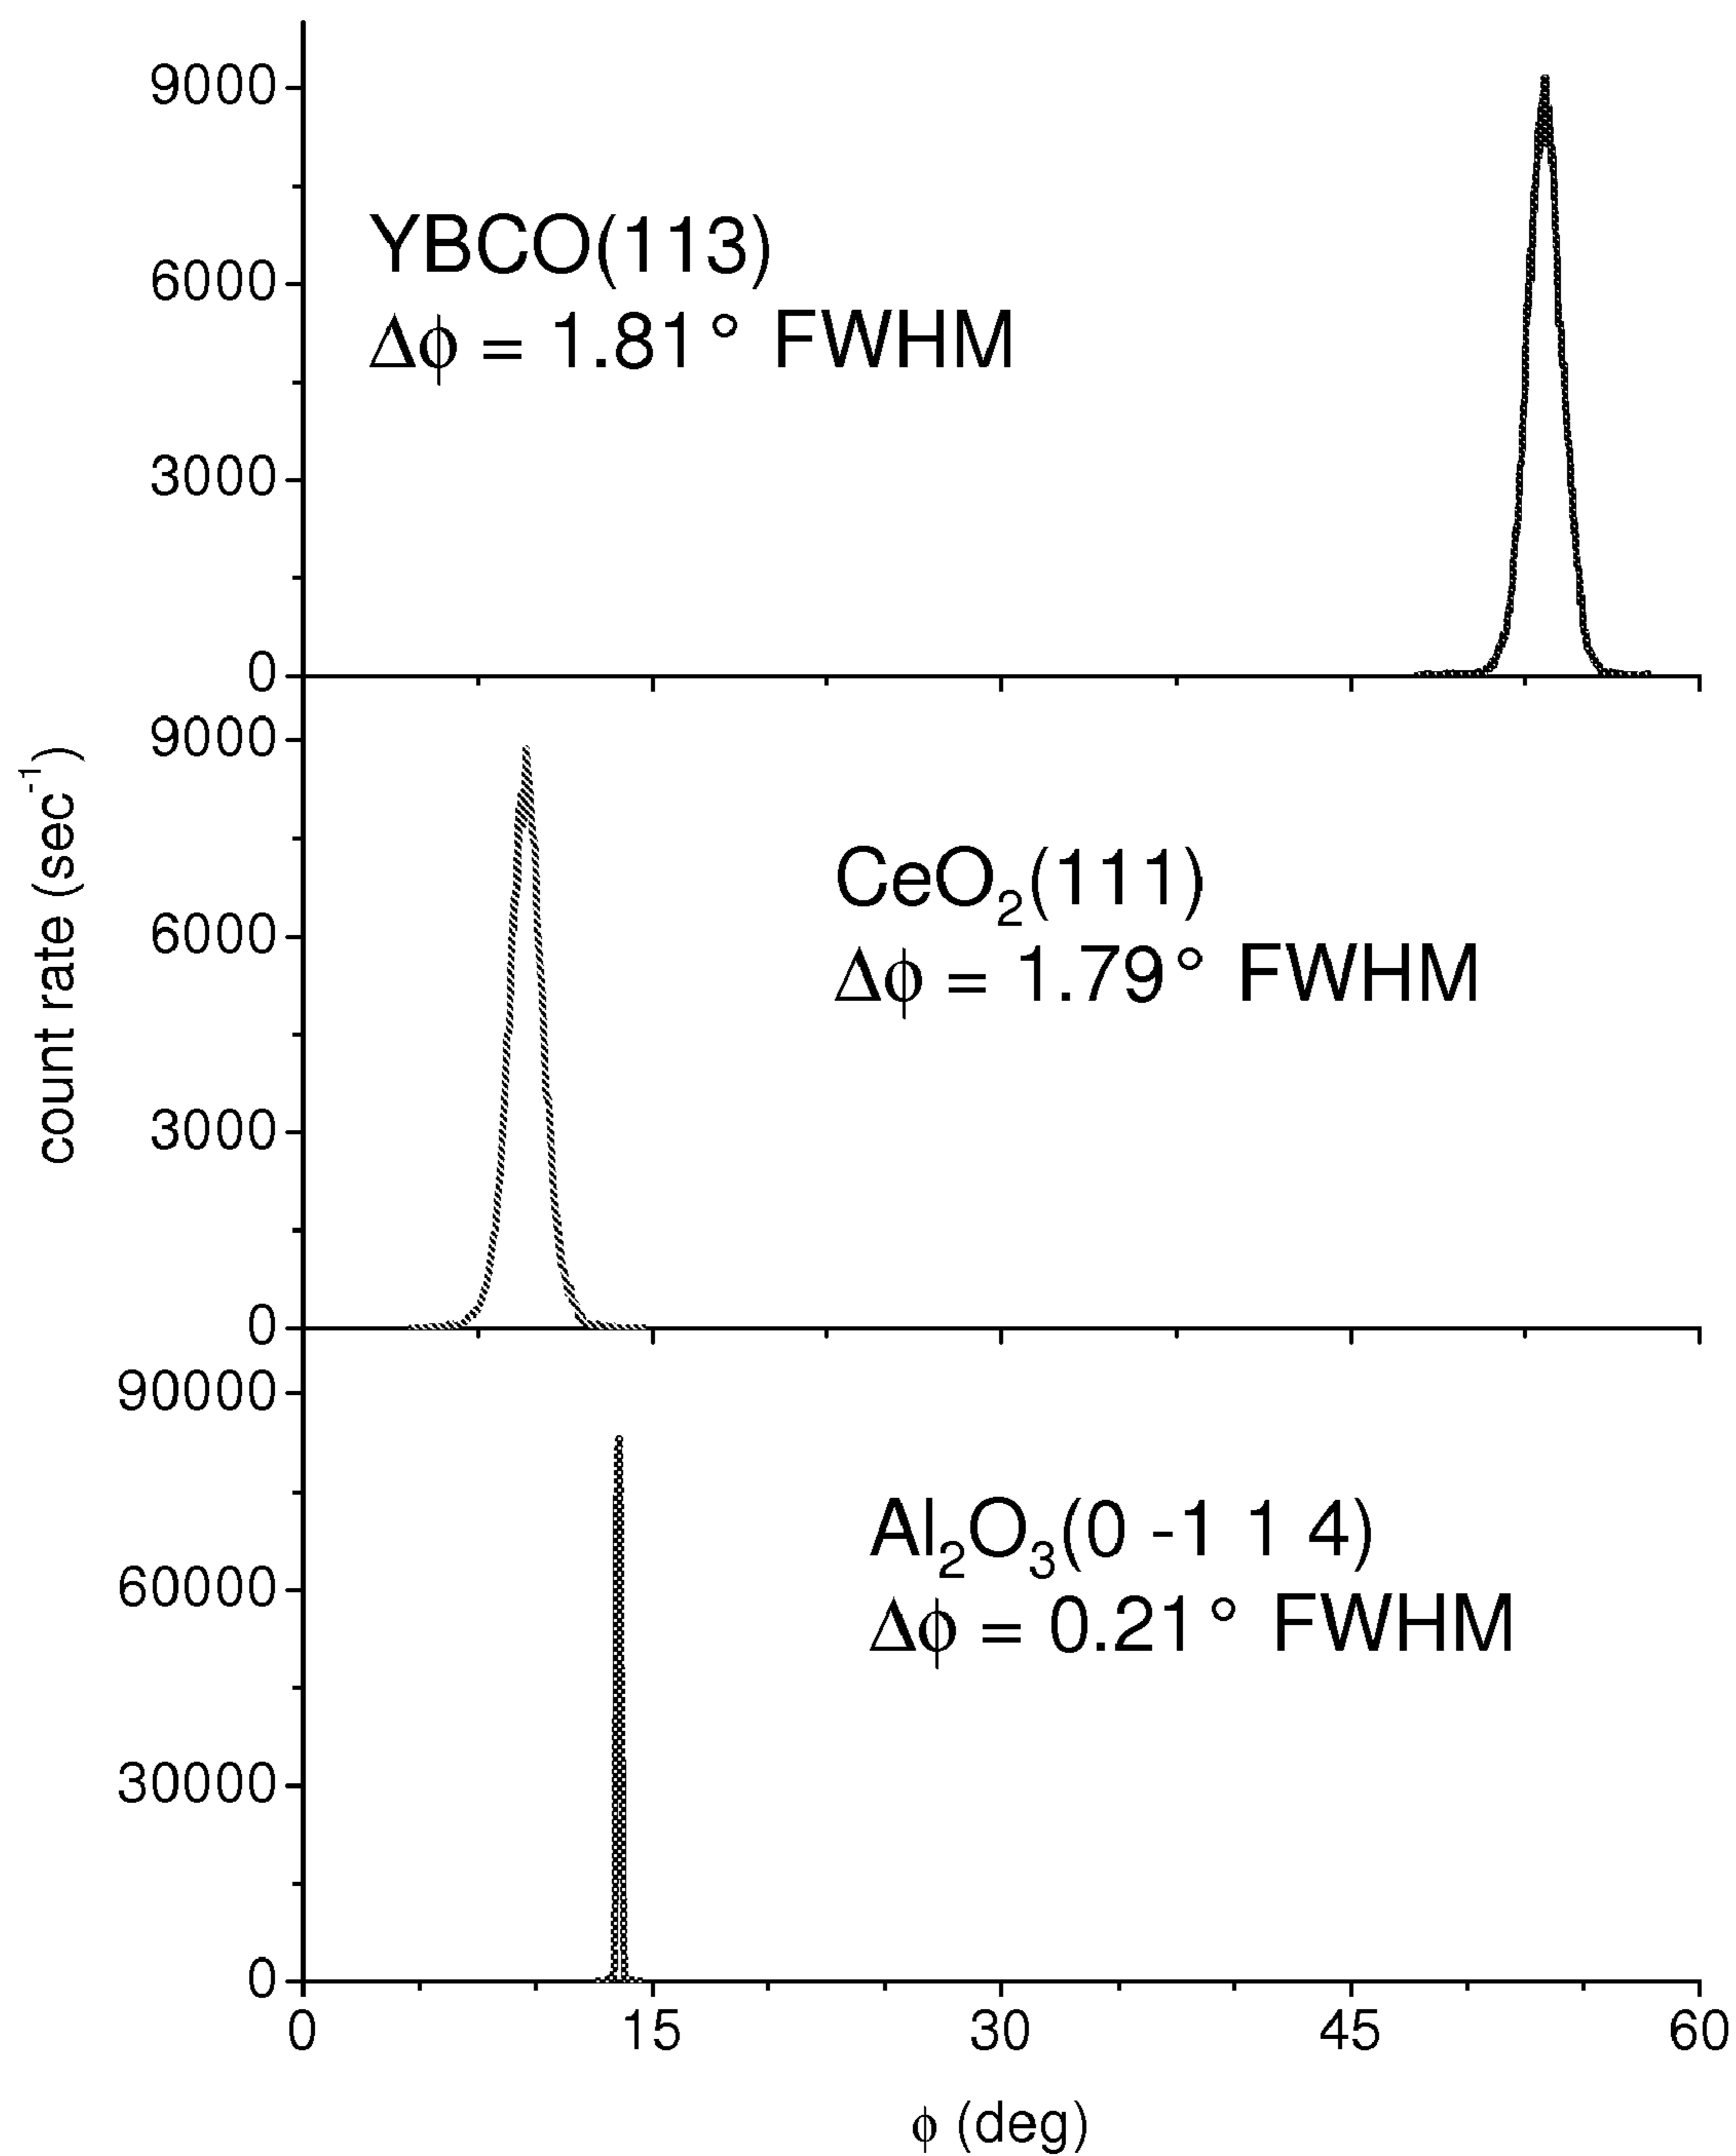 9000
6000
3000
0
YBCO(113)
Δϕ = 1.81° FWHM
9000
6000
3000
0
CeO₂(111)
Δϕ = 1.79° FWHM
count rate (sec⁻¹)
90000
60000
30000
0
Al₂O₃(0 -1 1 4)
Δϕ = 0.21° FWHM
0 15 30 45 60
ϕ (deg)